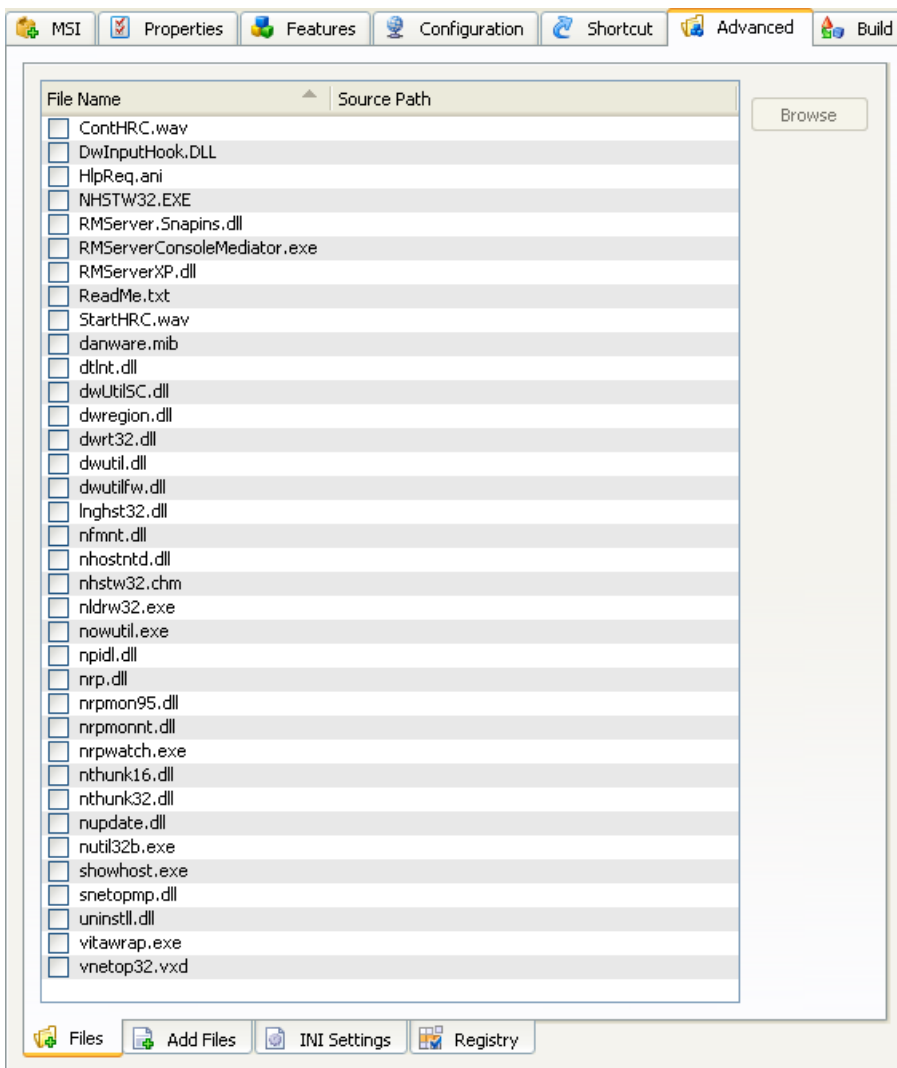 MSI Properties Features Configuration Shortcut Advanced Build
File Name Source Path
Browse
ContHRC.wav
DwInputHook.DLL
HlpReq.ani
NHSTW32.EXE
RMServer.Snapins.dll
RMServerConsoleMediator.exe
RMServerXP.dll
ReadMe.txt
StartHRC.wav
danware.mib
dtlnt.dll
dwUtilSC.dll
dwregion.dll
dwrt32.dll
dwutil.dll
dwutilfw.dll
lnghst32.dll
nfmnt.dll
nhostntd.dll
nhstw32.chm
nldrw32.exe
nowutil.exe
npidl.dll
nrp.dll
nrpmon95.dll
nrpmonnt.dll
nrpwatch.exe
nthunk16.dll
nthunk32.dll
nupdate.dll
nutil32b.exe
showhost.exe
snetopmp.dll
uninstll.dll
vitawrap.exe
vnetop32.vxd
Files Add Files INI Settings Registry